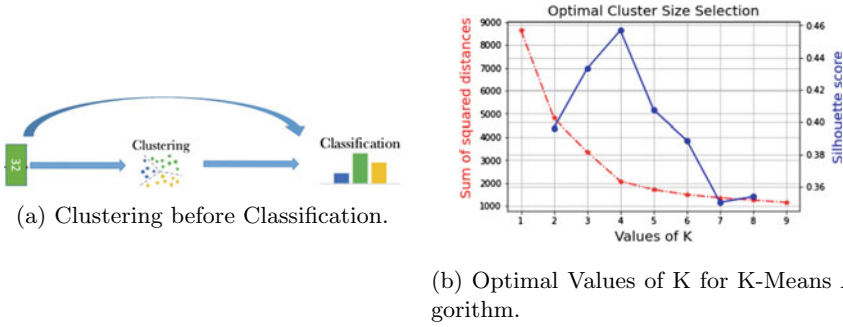 32
Clustering
Classification
(a) Clustering before Classification.
Optimal Cluster Size Selection
Sum of squared distances
9000
8000
7000
6000
5000
4000
3000
2000
1000
0.46
0.44
0.42
0.40
0.38
0.36
Silhouette score
1 2 3 4 5 6 7 8 9
Values of K
(b) Optimal Values of K for K-Means
gorithm.